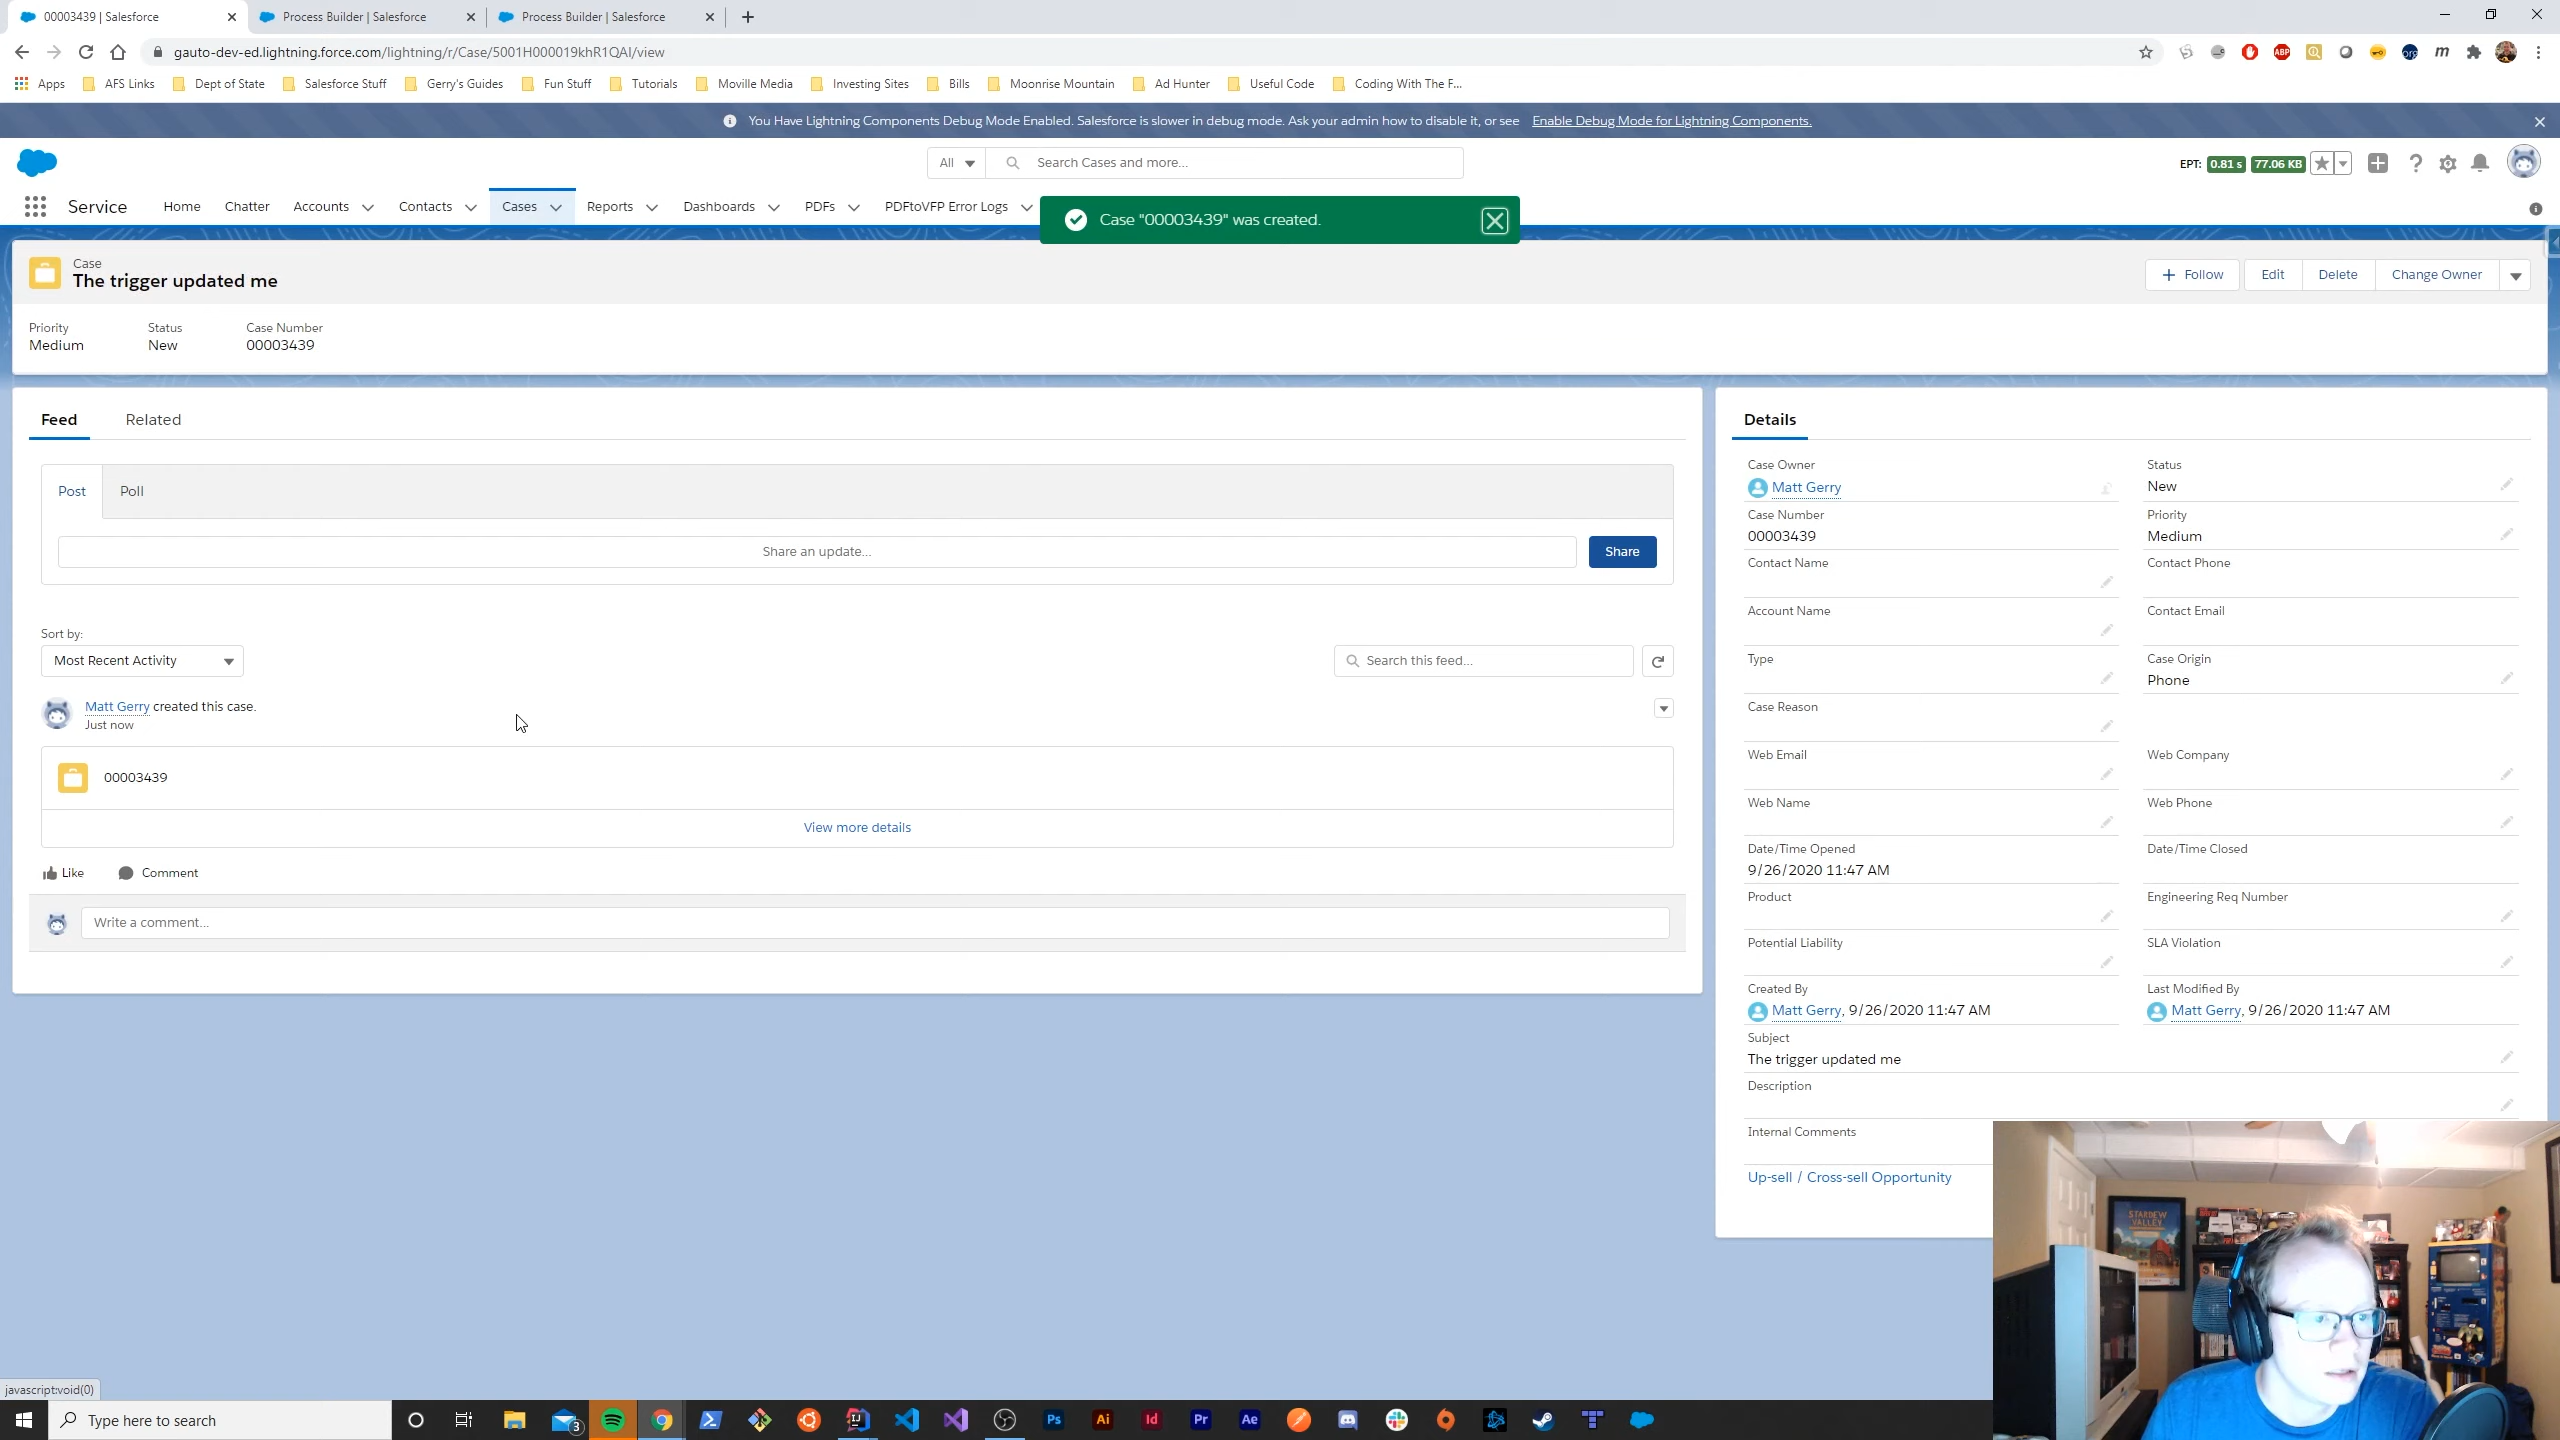 00003439 | Salesforce
Process Builder | Salesforce
Process Builder | Salesforce
gauto-dev-ed.lightning.force.com/lightning/r/Case/5001H000019khR1QAI/view
Apps
AFS Links
Dept of State
Salesforce Stuff
Gerry's Guides
Fun Stuff
Tutorials
Moville Media
Investing Sites
Bills
Moonrise Mountain
Ad Hunter
Useful Code
Coding With The F...
You Have Lightning Components Debug Mode Enabled. Salesforce is slower in debug mode. Ask your admin how to disable it, or see Enable Debug Mode for Lightning Components.
All
Search Cases and more...
EPT: 0.81 s 77.06 KB
Service
Home
Chatter
Accounts
Contacts
Cases
Reports
Dashboards
PDFs
PDFtoVFP Error Logs
Case "00003439" was created.
Case
The trigger updated me
Follow
Edit
Delete
Change Owner
Priority
Medium
Status
New
Case Number
00003439
Feed
Related
Post
Poll
Share an update...
Share
Sort by:
Most Recent Activity
Search this feed...
Matt Gerry created this case.
Just now
00003439
View more details
Like
Comment
Write a comment...
Details
Case Owner
Matt Gerry
Status
New
Case Number
00003439
Priority
Medium
Contact Name
Contact Phone
Account Name
Contact Email
Type
Case Origin
Phone
Case Reason
Web Email
Web Company
Web Name
Web Phone
Date/Time Opened
9/26/2020 11:47 AM
Date/Time Closed
Product
Engineering Req Number
Potential Liability
SLA Violation
Created By
Matt Gerry, 9/26/2020 11:47 AM
Last Modified By
Matt Gerry, 9/26/2020 11:47 AM
Subject
The trigger updated me
Description
Internal Comments
Up-sell / Cross-sell Opportunity
STARDEW
VALLEY
javascript:void(0)
Type here to search
3
Ps
Ai
Id
Pr
Ae